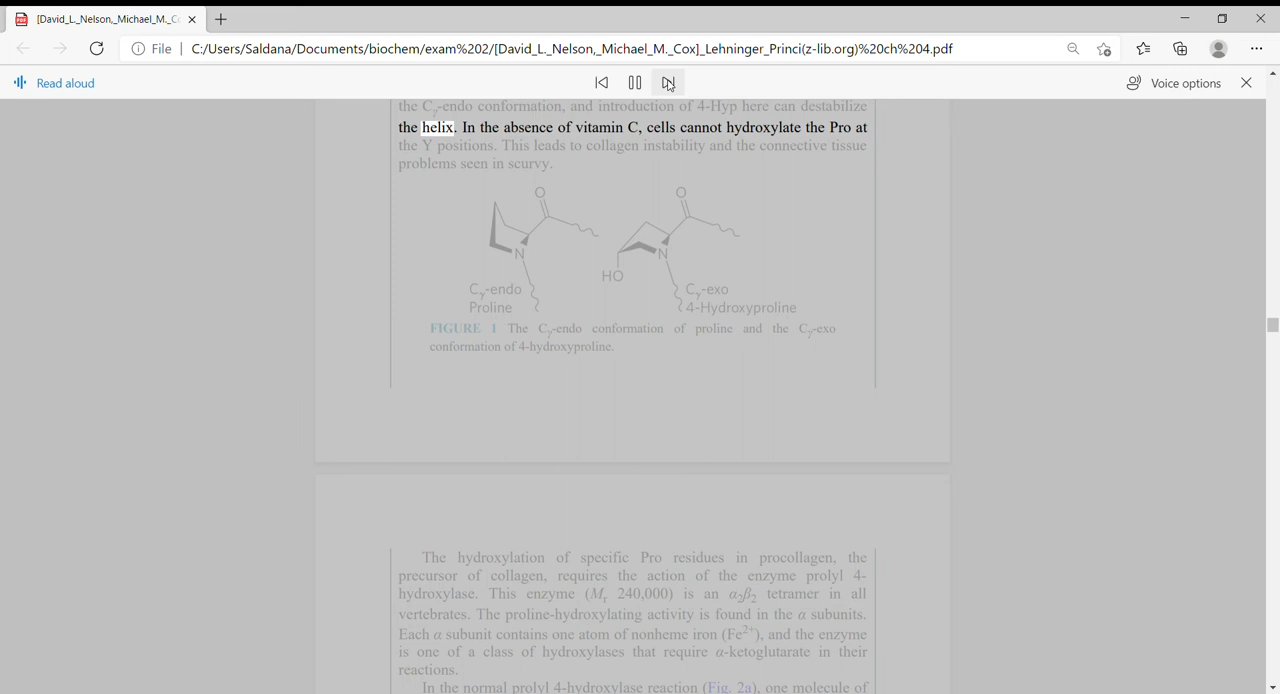 [David_L._Nelson,_Michael_M._Co
File
C:/Users/Saldana/Documents/biochem/exam%202/[David_L._Nelson,_Michael_M._Cox]_Lehninger_Princi(z-lib.org)%20ch%204.pdf
Read aloud
Voice options
the Cγ-endo conformation, and introduction of 4-Hyp here can destabilize
the helix. In the absence of vitamin C, cells cannot hydroxylate the Pro at
the Y positions. This leads to collagen instability and the connective tissue
problems seen in scurvy.
O O
N N
HO
Cγ-endo Cγ-exo
Proline 4-Hydroxyproline
FIGURE 1 The Cγ-endo conformation of proline and the Cγ-exo
conformation of 4-hydroxyproline.
The hydroxylation of specific Pro residues in procollagen, the
precursor of collagen, requires the action of the enzyme prolyl 4-
hydroxylase. This enzyme (Mr 240,000) is an α2β2 tetramer in all
vertebrates. The proline-hydroxylating activity is found in the α subunits.
Each α subunit contains one atom of nonheme iron (Fe2+), and the enzyme
is one of a class of hydroxylases that require α-ketoglutarate in their
reactions.
In the normal prolyl 4-hydroxylase reaction (Fig. 2a), one molecule of